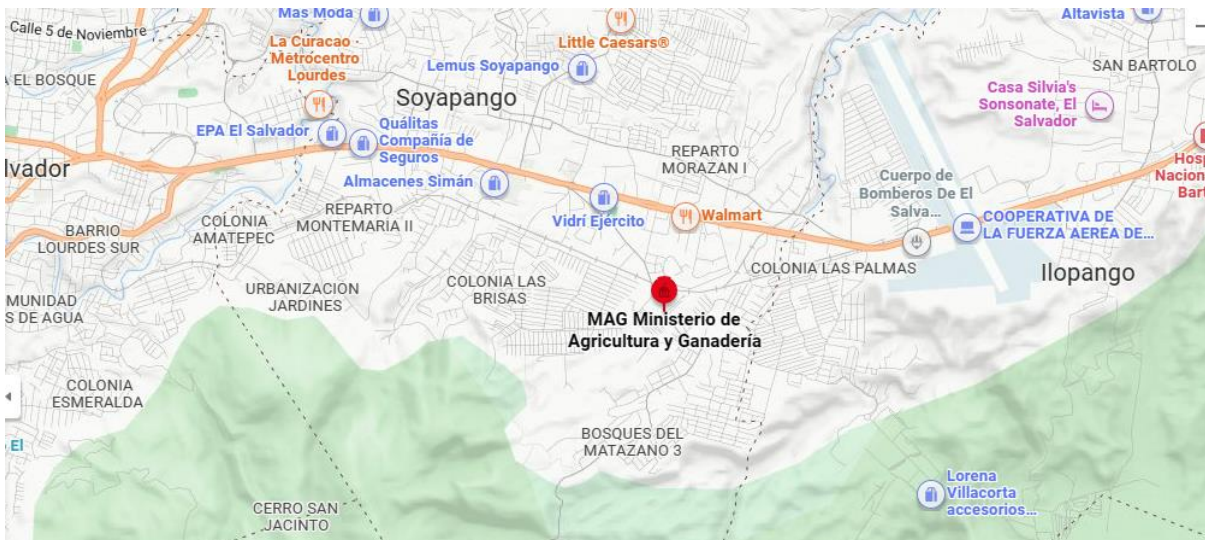 Mas Moda
Altavista
Calle 5 de Noviembre
La Curacao -
Metrocentro
Lourdes
Little Caesars®
Lemus Soyapango
SAN BARTOLO
EL BOSQUE
Casa Silvia's
Sonsonate, El
Salvador
Soyapango
EPA El Salvador
Quálitas
Compañía de
Seguros
REPARTO
MORAZAN I
lvador
Almacenes Simán
Cuerpo de
Bomberos De El
Salva...
Hosp
Nacion
Bart
REPARTO
MONTEMARIA II
COLONIA
AMATEPEC
BARRIO
LOURDES SUR
Vidrí Ejercito
Walmart
COOPERATIVA DE
LA FUERZA AEREA DE...
COLONIA LAS PALMAS
Ilopango
COLONIA LAS
BRISAS
URBANIZACION
JARDINES
MUNIDAD
S DE AGUA
MAG Ministerio de
Agricultura y Ganadería
COLONIA
ESMERALDA
El
BOSQUES DEL
MATAZANO 3
Lorena
Villacorta
accesorios...
CERRO SAN
JACINTO